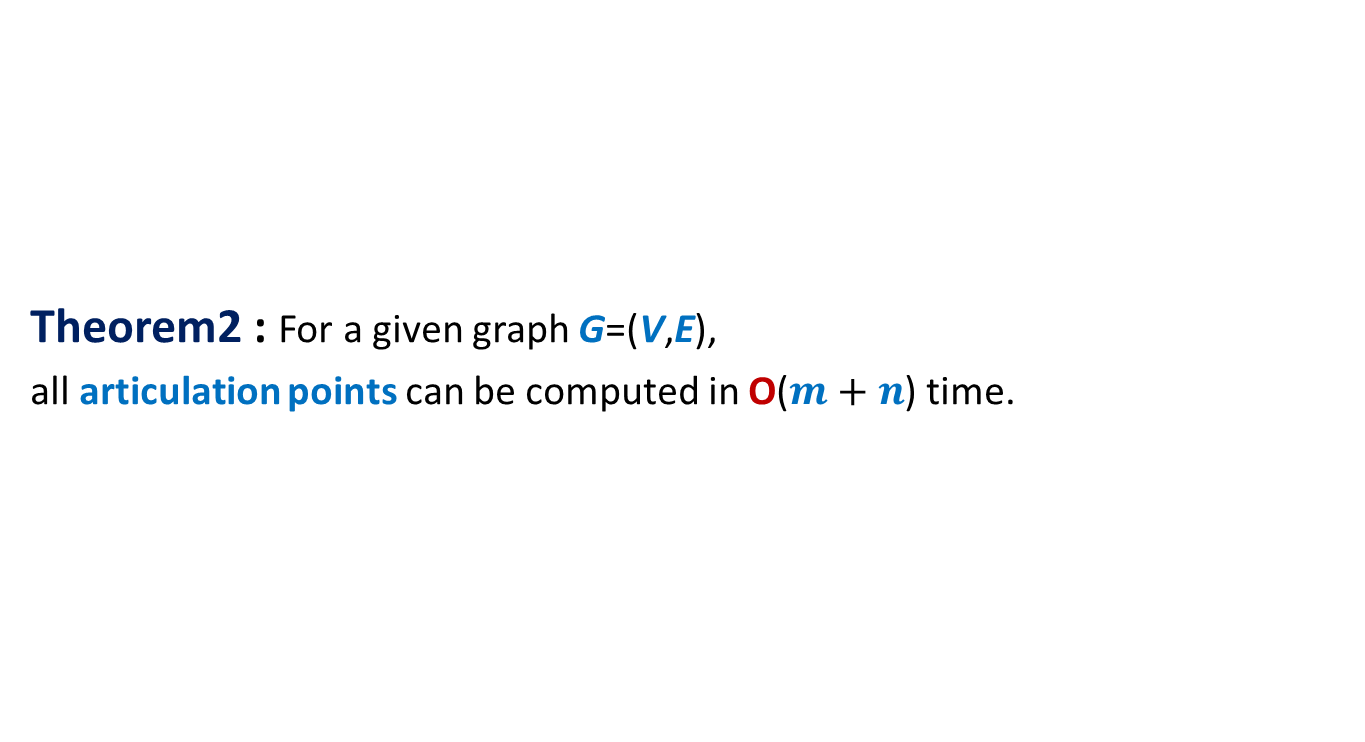 Theorem2 : For a given graph G=(V,E),
all articulation points can be computed in O(m + n) time.